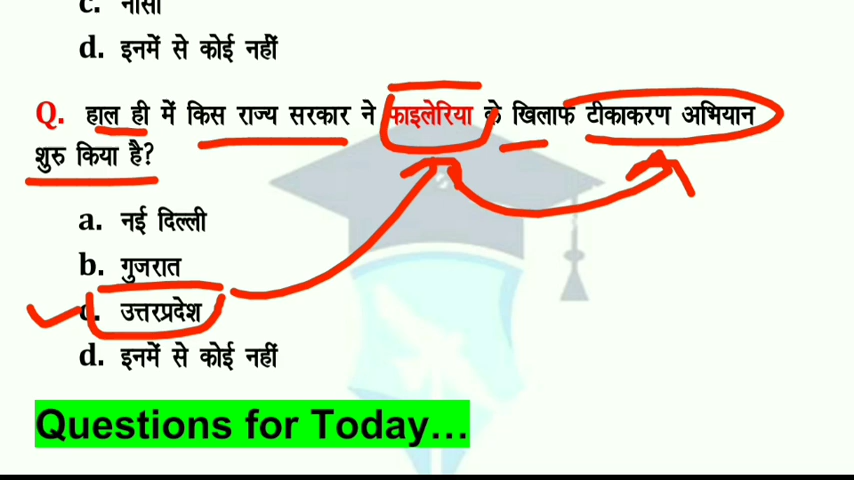 c. नासा
d. इनमें से कोई नहीं
Q. हाल ही में किस राज्य सरकार ने फाइलेरिया के खिलाफ टीकाकरण अभियान
शुरु किया है?
a. नई दिल्ली
b. गुजरात
c. उत्तरप्रदेश
d. इनमें से कोई नहीं
Questions for Today...